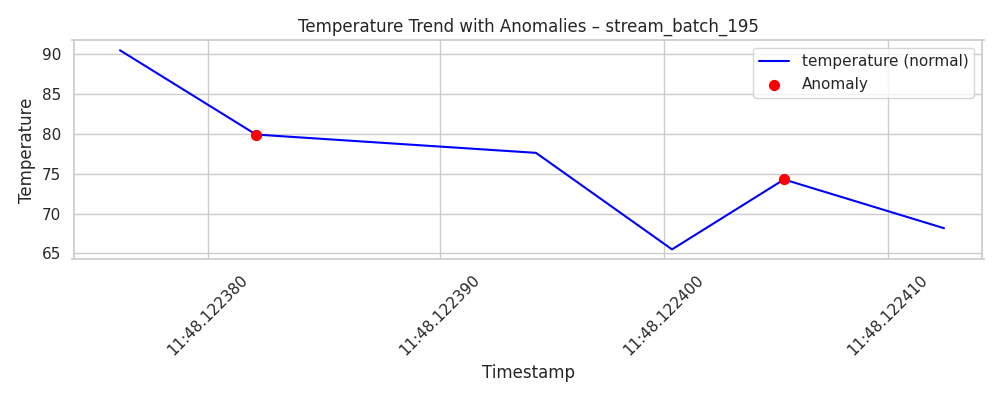 Temperature Trend with Anomalies – stream_batch_195
temperature (normal)
Anomaly
Temperature
90
85
80
75
70
65
11:48.122380
11:48.122390
11:48.122400
11:48.122410
Timestamp